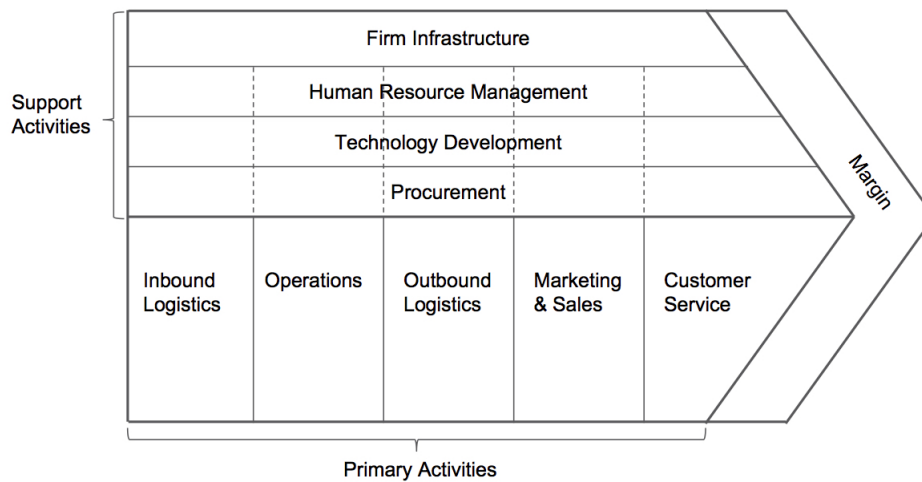 Firm Infrastructure
Support
Activities
Human Resource Management
Technology Development
Procurement
Margin
Inbound
Logistics
Operations
Outbound
Logistics
Marketing
& Sales
Customer
Service
Primary Activities